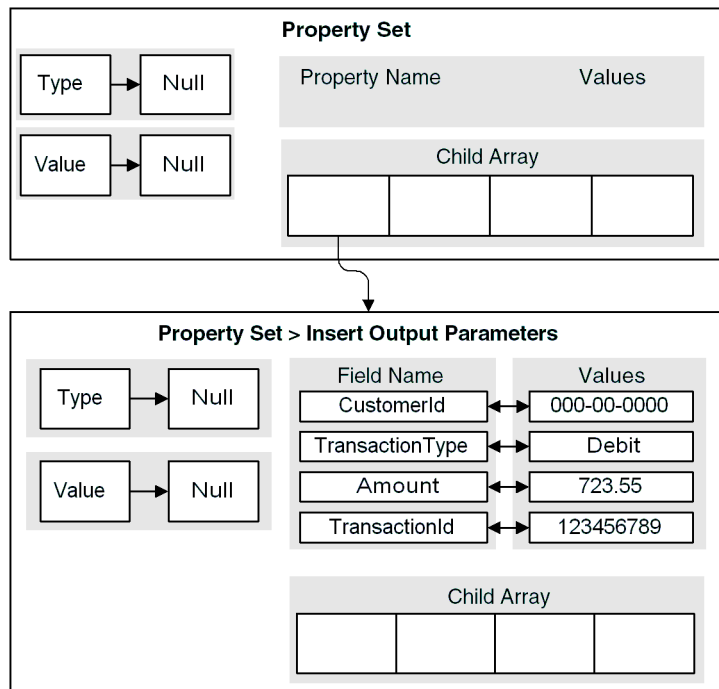 Property Set
Type
Null
Property Name
Values
Value
Null
Child Array
Property Set > Insert Output Parameters
Type
Null
Value
Null
Field Name
Values
CustomerId
000-00-0000
TransactionType
Debit
Amount
723.55
TransactionId
123456789
Child Array